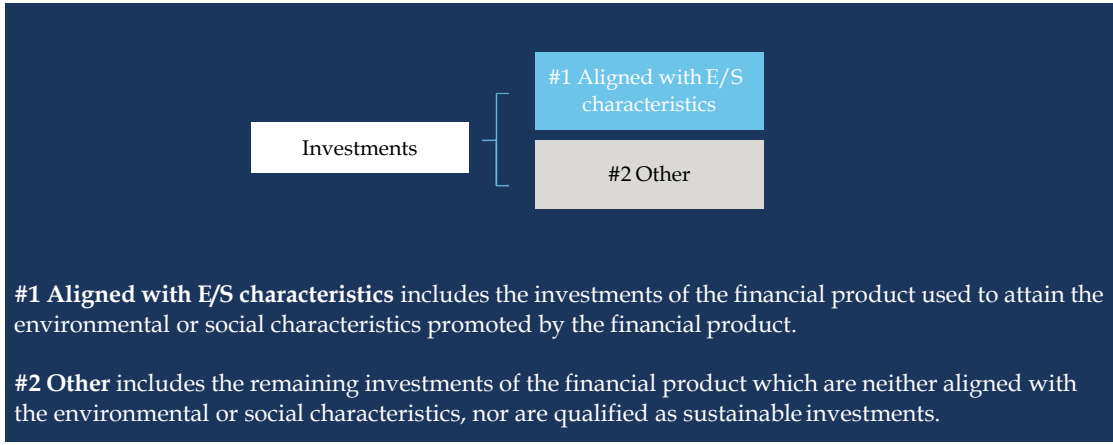 #1 Aligned with E/S
characteristics
Investments
#2 Other
#1 Aligned with E/S characteristics includes the investments of the financial product used to attain the
environmental or social characteristics promoted by the financial product.
#2 Other includes the remaining investments of the financial product which are neither aligned with
the environmental or social characteristics, nor are qualified as sustainable investments.